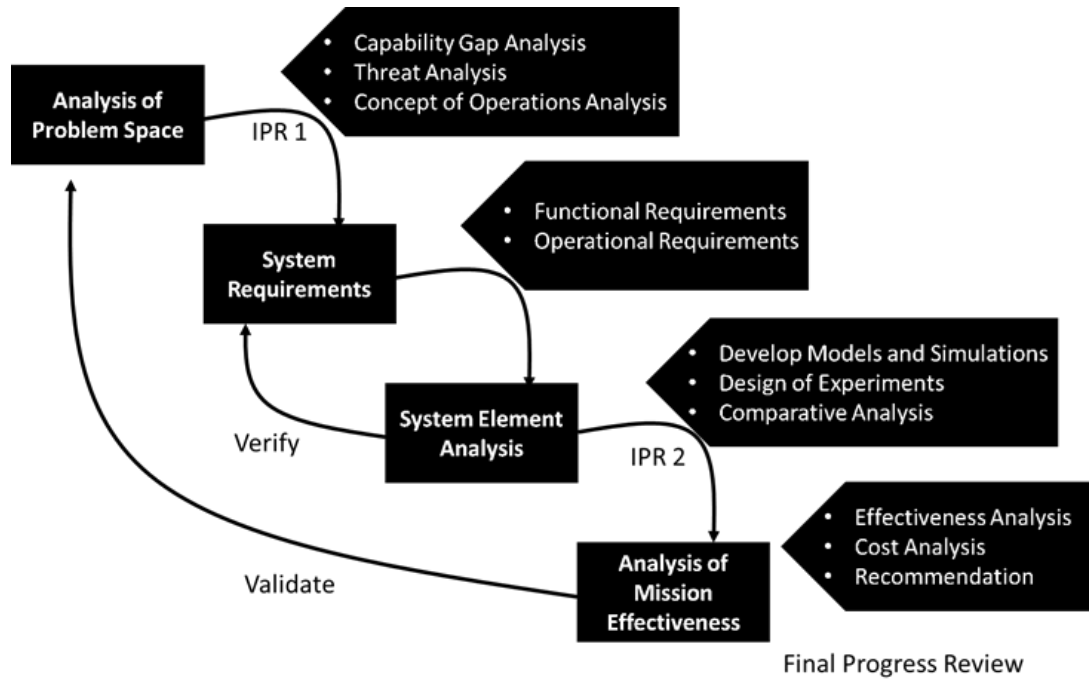 Analysis of
Problem Space
IPR 1
• Capability Gap Analysis
• Threat Analysis
• Concept of Operations Analysis
System
Requirements
• Functional Requirements
• Operational Requirements
Verify
System Element
Analysis
IPR 2
• Develop Models and Simulations
• Design of Experiments
• Comparative Analysis
Validate
Analysis of
Mission
Effectiveness
• Effectiveness Analysis
• Cost Analysis
• Recommendation
Final Progress Review